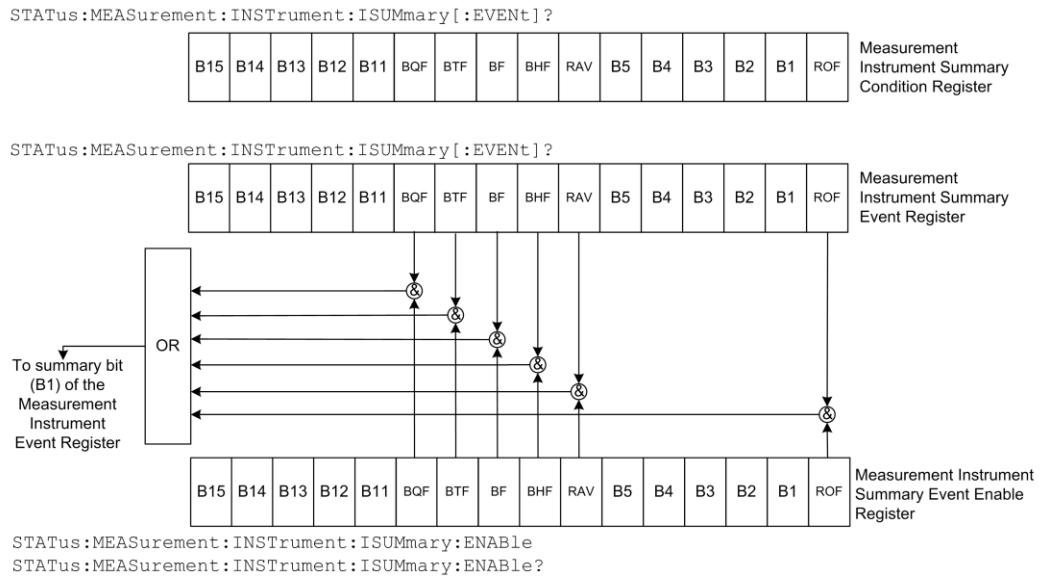 STATus:MEASurement:INSTrument:ISUMmary[:EVENt]?
B15 B14 B13 B12 B11 BQF BTF BF BHF RAV B5 B4 B3 B2 B1 ROF
Measurement
Instrument Summary
Condition Register
STATus:MEASurement:INSTrument:ISUMmary[:EVENt]?
B15 B14 B13 B12 B11 BQF BTF BF BHF RAV B5 B4 B3 B2 B1 ROF
Measurement
Instrument Summary
Event Register
&
&
&
&
&
&
OR
To summary bit
(B1) of the
Measurement
Instrument
Event Register
B15 B14 B13 B12 B11 BQF BTF BF BHF RAV B5 B4 B3 B2 B1 ROF
Measurement Instrument
Summary Event Enable
Register
STATus:MEASurement:INSTrument:ISUMmary:ENABle
STATus:MEASurement:INSTrument:ISUMmary:ENABle?